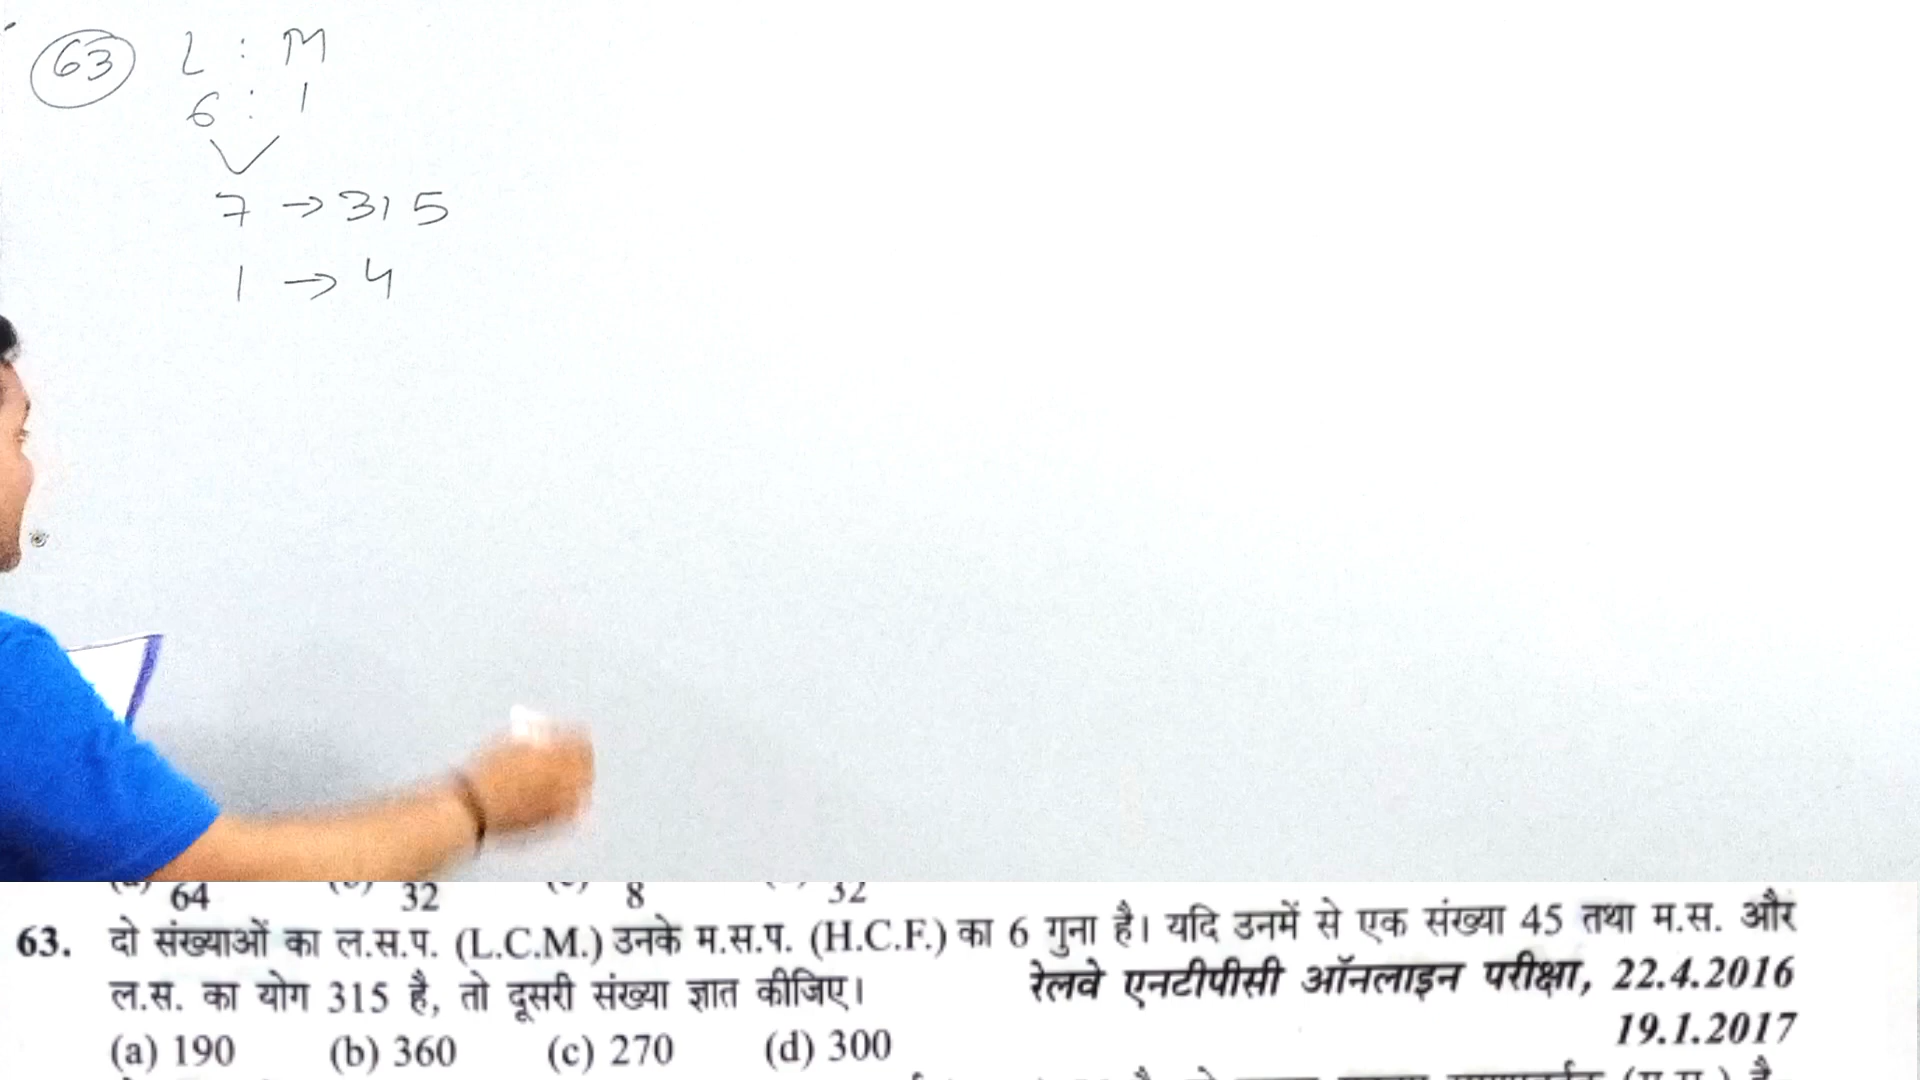 63 L : M
6 : 1
7 → 315
1 → 4
64 32 8 32
63. दो संख्याओं का ल.स.प. (L.C.M.) उनके म.स.प. (H.C.F.) का 6 गुना है। यदि उनमें से एक संख्या 45 तथा म.स. और
ल.स. का योग 315 है, तो दूसरी संख्या ज्ञात कीजिए। रेलवे एनटीपीसी ऑनलाइन परीक्षा, 22.4.2016
19.1.2017
(a) 190 (b) 360 (c) 270 (d) 300